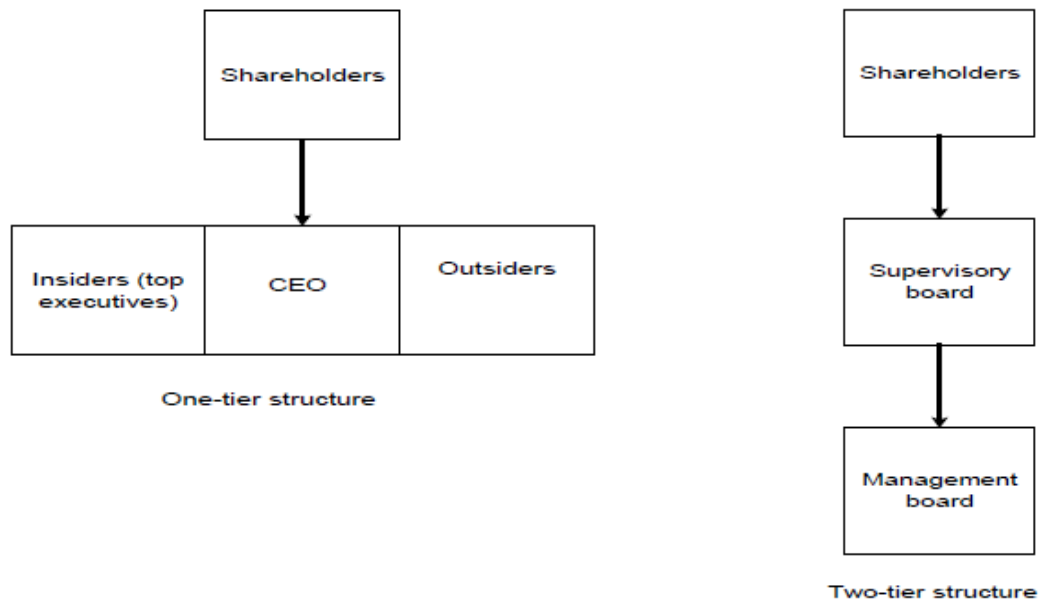 Shareholders
Insiders (top
executives)
CEO
Outsiders
One-tier structure
Shareholders
Supervisory
board
Management
board
Two-tier structure